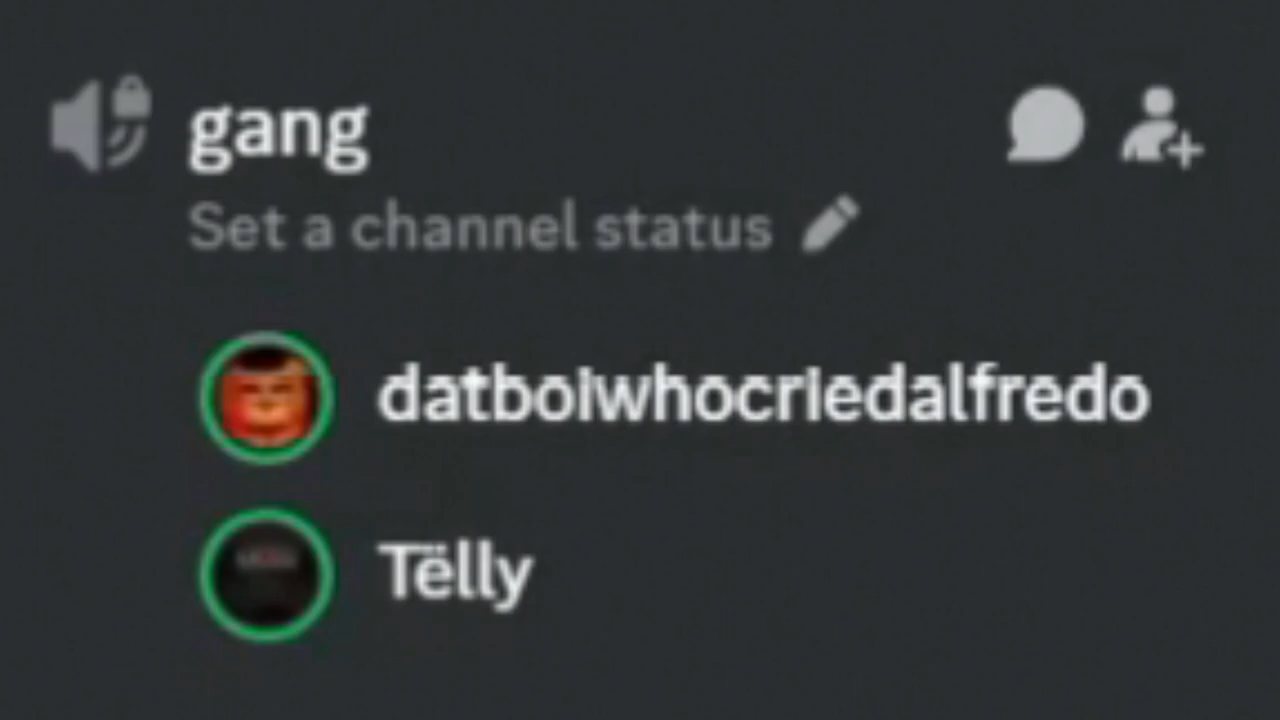 gang
Set a channel status
datboiwhocriedalfredo
Tëlly